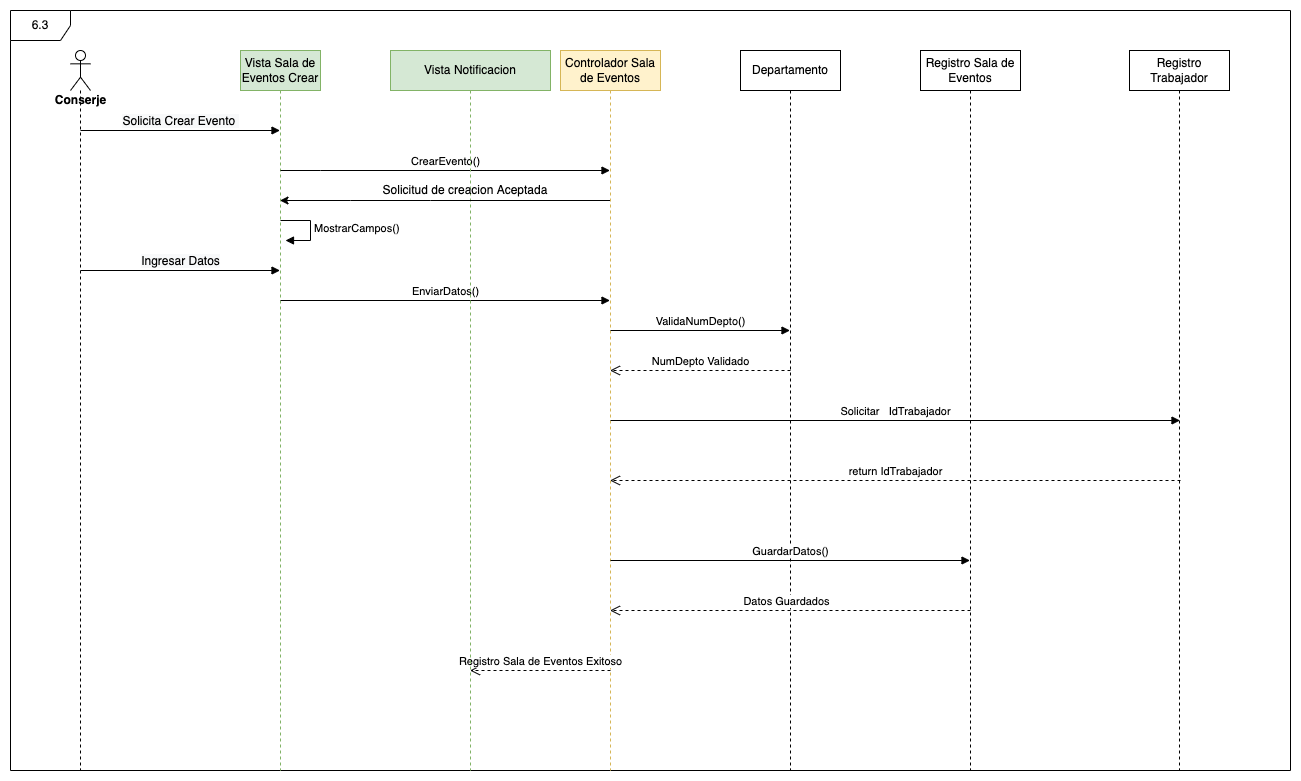 6.3
Conserje
Vista Sala de
Eventos Crear
Vista Notificacion
Controlador Sala
de Eventos
Departamento
Registro Sala de
Eventos
Registro
Trabajador
Solicita Crear Evento
CrearEvento()
Solicitud de creacion Aceptada
MostrarCampos()
Ingresar Datos
EnviarDatos()
ValidaNumDepto()
NumDepto Validado
Solicitar IdTrabajador
return IdTrabajador
GuardarDatos()
Datos Guardados
Registro Sala de Eventos Exitoso